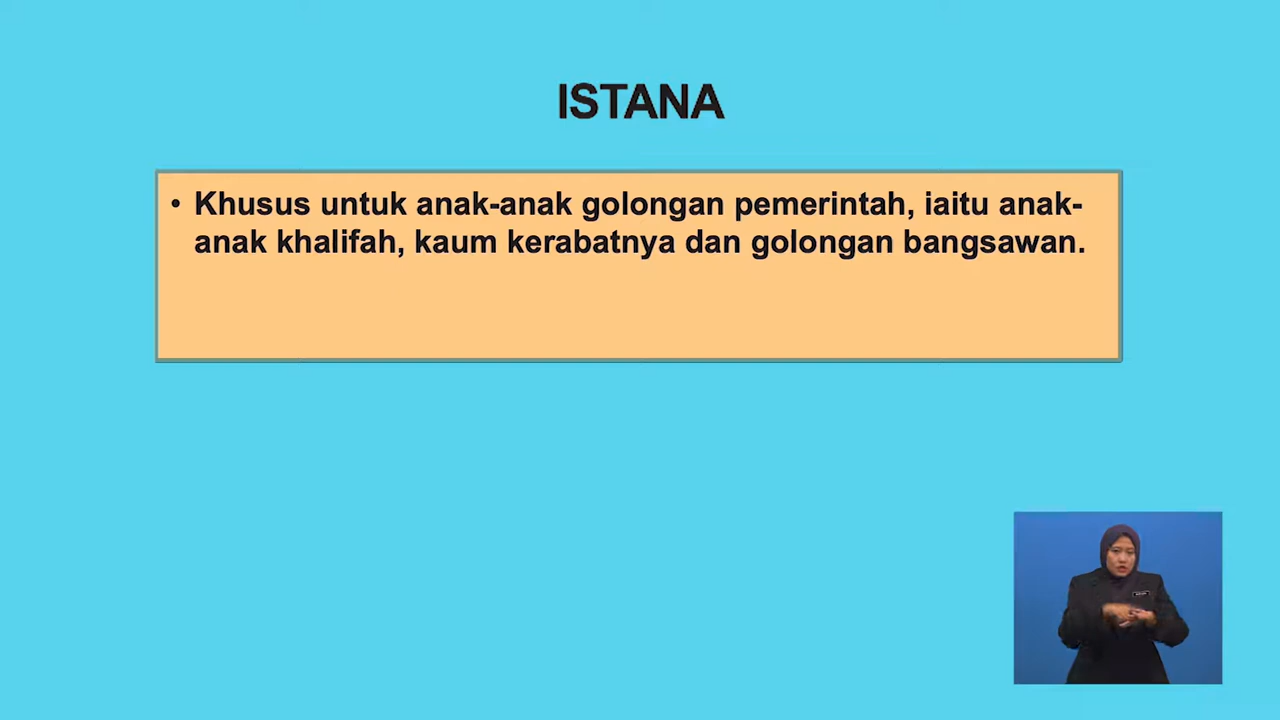 ISTANA
• Khusus untuk anak-anak golongan pemerintah, iaitu anak-
anak khalifah, kaum kerabatnya dan golongan bangsawan.